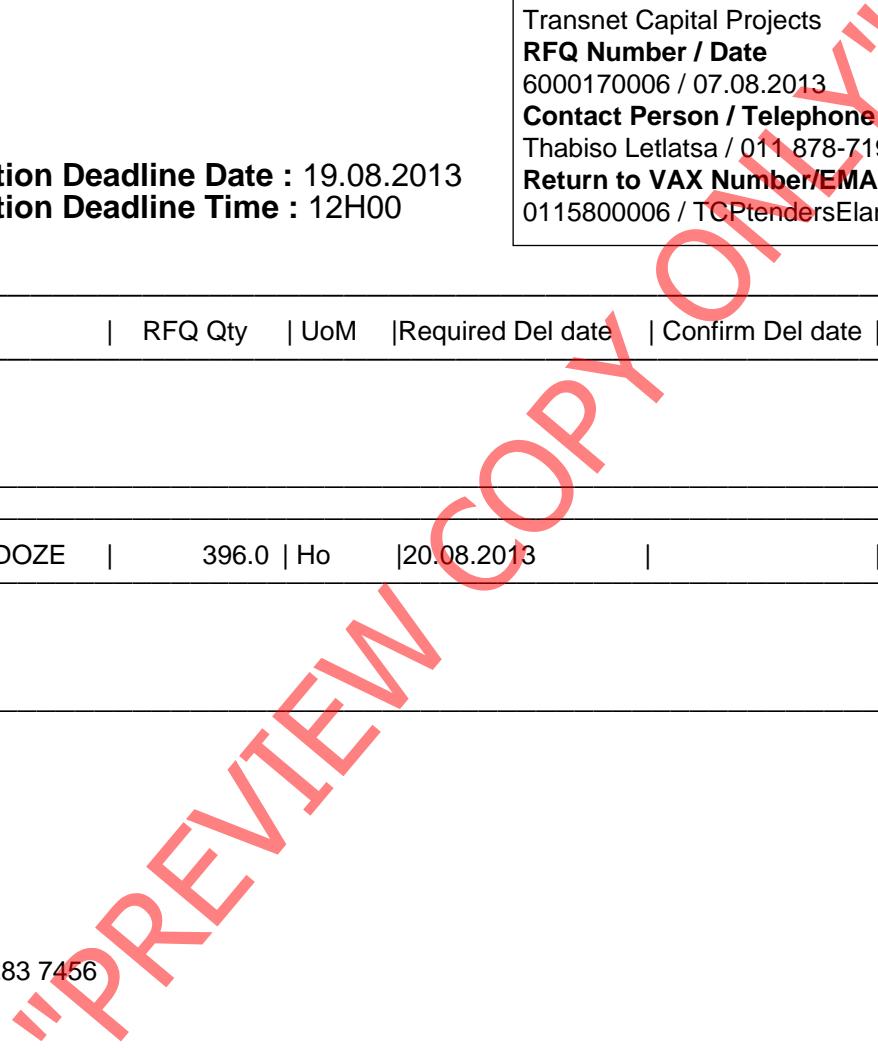 Transnet Capital Projects
RFQ Number / Date
6000170006 / 07.08.2013
Contact Person / Telephone
Thabiso Letlatsa / 011 878-719
Return to VAX Number/EMA
0115800006 / TCPtendersElan
tion Deadline Date : 19.08.2013
tion Deadline Time : 12H00
| RFQ Qty | UoM |Required Del date | Confirm Del date |
DOZE | 396.0 | Ho |20.08.2013 | |
83 7456
"PREVIEW COPY ONLY"